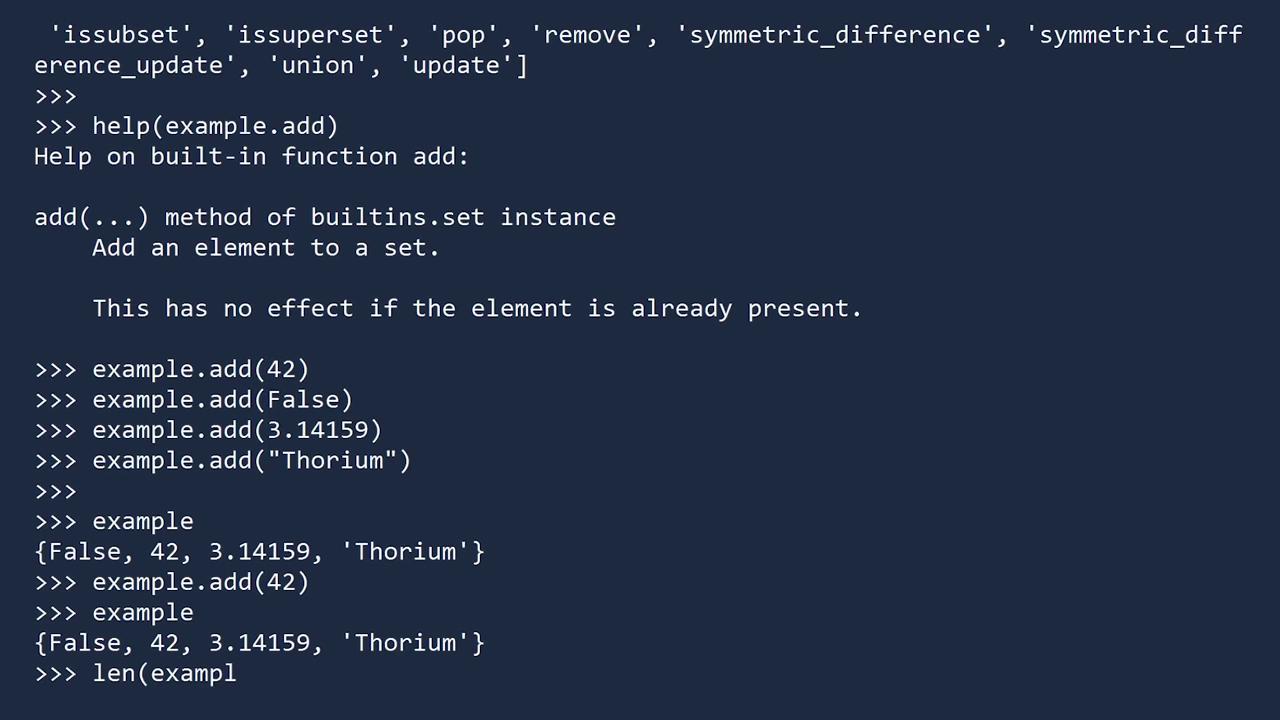 'issubset', 'issuperset', 'pop', 'remove', 'symmetric_difference', 'symmetric_diff
erence_update', 'union', 'update']
>>>
>>> help(example.add)
Help on built-in function add:
add(...) method of builtins.set instance
Add an element to a set.
This has no effect if the element is already present.
>>> example.add(42)
>>> example.add(False)
>>> example.add(3.14159)
>>> example.add("Thorium")
>>>
>>> example
{False, 42, 3.14159, 'Thorium'}
>>> example.add(42)
>>> example
{False, 42, 3.14159, 'Thorium'}
>>> len(exampl